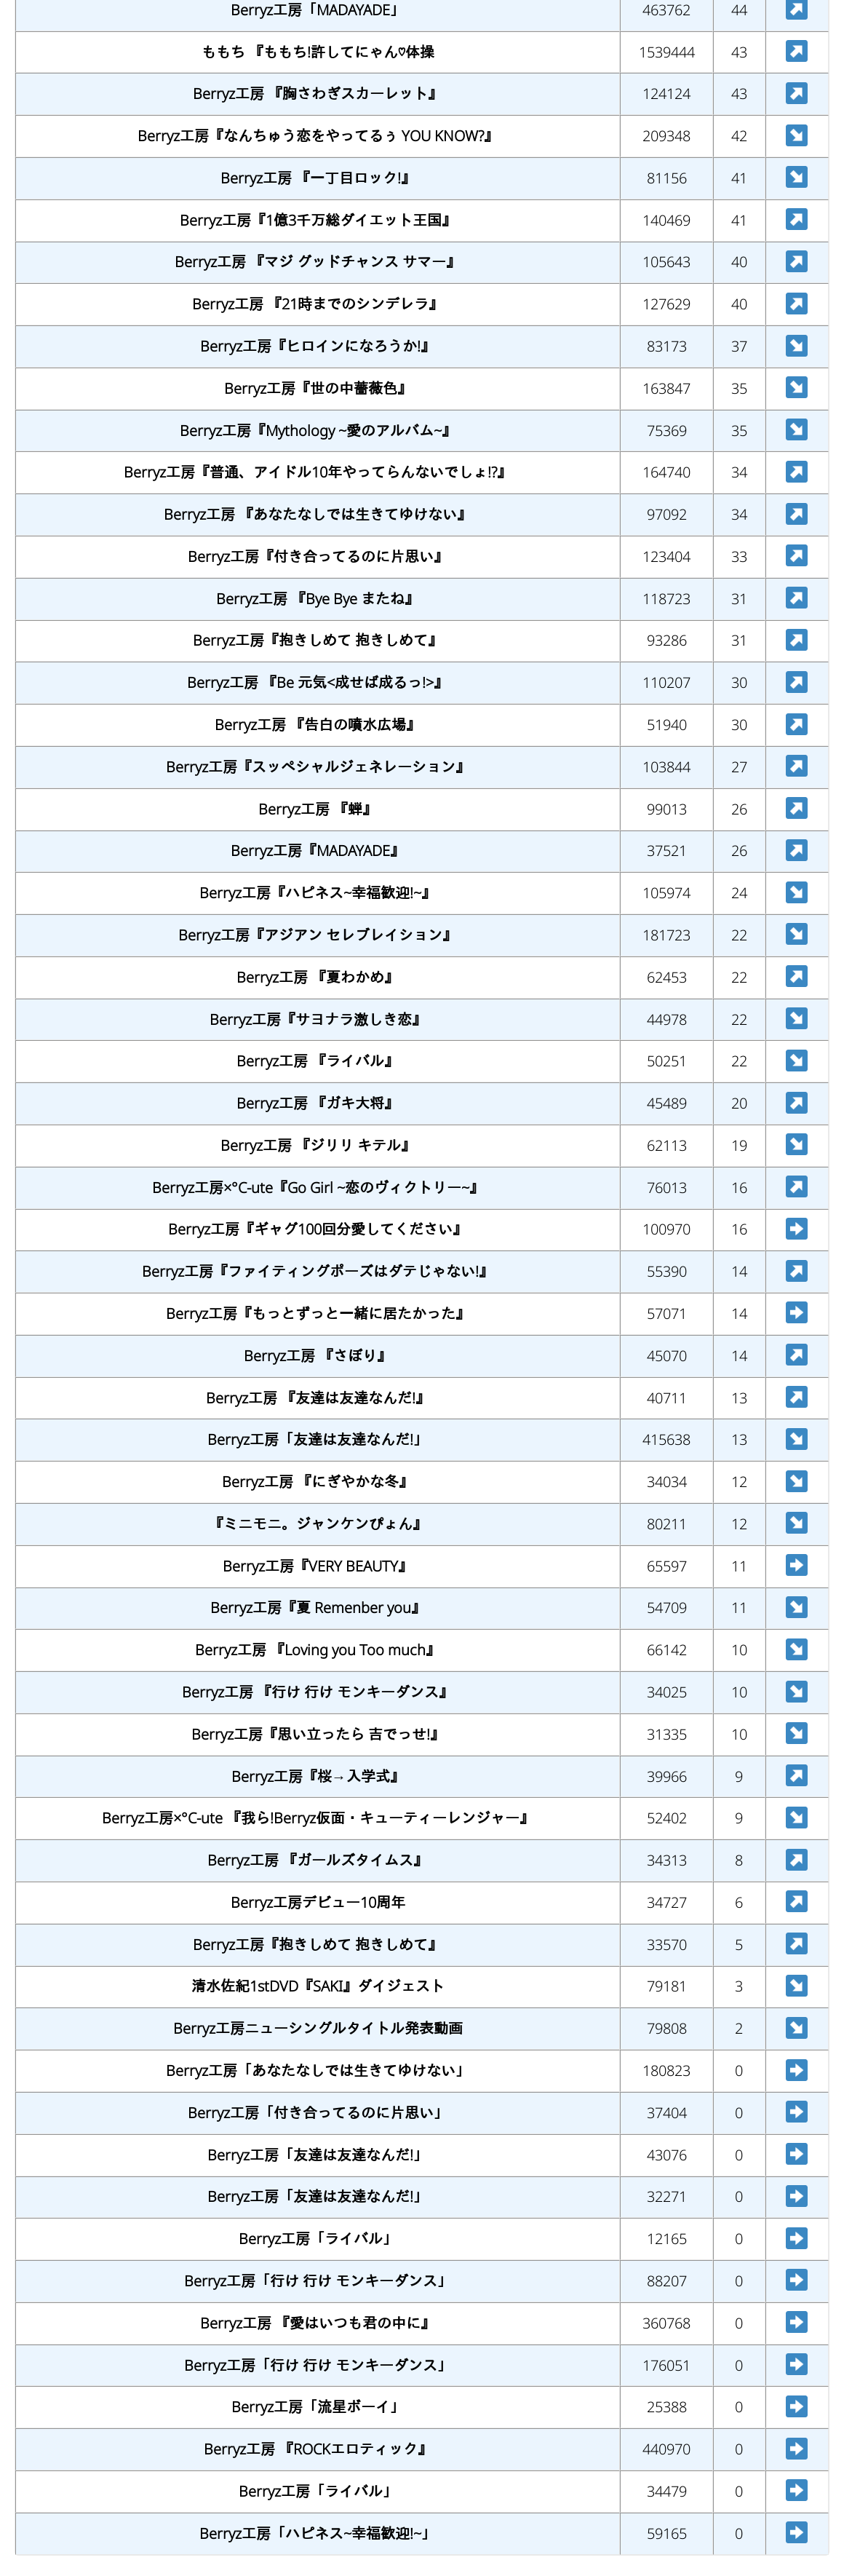 Berryz工房「MADAYADE」 463762 44 ↗
ももち 『ももち!許してにゃん♡体操 1539444 43 ↗
Berryz工房 『胸さわぎスカーレット』 124124 43 ↗
Berryz工房『なんちゅう恋をやってるぅ YOU KNOW?』 209348 42 ↘
Berryz工房 『一丁目ロック!』 81156 41 ↘
Berryz工房『1億3千万総ダイエット王国』 140469 41 ↗
Berryz工房 『マジ グッドチャンス サマー』 105643 40 ↗
Berryz工房 『21時までのシンデレラ』 127629 40 ↗
Berryz工房『ヒロインになろうか!』 83173 37 ↘
Berryz工房『世の中薔薇色』 163847 35 ↘
Berryz工房『Mythology ~愛のアルバム~』 75369 35 ↘
Berryz工房『普通、アイドル10年やってらんないでしょ!?』 164740 34 ↗
Berryz工房 『あなたなしでは生きてゆけない』 97092 34 ↗
Berryz工房『付き合ってるのに片思い』 123404 33 ↗
Berryz工房 『Bye Bye またね』 118723 31 ↗
Berryz工房『抱きしめて 抱きしめて』 93286 31 ↗
Berryz工房 『Be 元気<成せば成るっ!>』 110207 30 ↗
Berryz工房 『告白の噴水広場』 51940 30 ↗
Berryz工房『スッペシャルジェネレーション』 103844 27 ↗
Berryz工房 『蝉』 99013 26 ↗
Berryz工房『MADAYADE』 37521 26 ↗
Berryz工房『ハピネス~幸福歓迎!~』 105974 24 ↘
Berryz工房『アジアン セレブレイション』 181723 22 ↘
Berryz工房 『夏わかめ』 62453 22 ↗
Berryz工房『サヨナラ激しき恋』 44978 22 ↘
Berryz工房 『ライバル』 50251 22 ↘
Berryz工房 『ガキ大将』 45489 20 ↗
Berryz工房 『ジリリ キテル』 62113 19 ↘
Berryz工房×°C-ute『Go Girl ~恋のヴィクトリー~』 76013 16 ↗
Berryz工房『ギャグ100回分愛してください』 100970 16 →
Berryz工房『ファイティングポーズはダテじゃない!』 55390 14 ↗
Berryz工房『もっとずっと一緒に居たかった』 57071 14 →
Berryz工房 『さぼり』 45070 14 ↗
Berryz工房 『友達は友達なんだ!』 40711 13 ↗
Berryz工房「友達は友達なんだ!」 415638 13 ↘
Berryz工房 『にぎやかな冬』 34034 12 ↘
『ミニモニ。ジャンケンぴょん』 80211 12 ↘
Berryz工房『VERY BEAUTY』 65597 11 →
Berryz工房『夏 Remenber you』 54709 11 ↘
Berryz工房 『Loving you Too much』 66142 10 ↘
Berryz工房 『行け 行け モンキーダンス』 34025 10 ↘
Berryz工房『思い立ったら 吉でっせ!』 31335 10 ↘
Berryz工房『桜→入学式』 39966 9 ↗
Berryz工房×°C-ute 『我ら!Berryz仮面・キューティーレンジャー』 52402 9 ↘
Berryz工房 『ガールズタイムス』 34313 8 ↗
Berryz工房デビュー10周年 34727 6 ↗
Berryz工房『抱きしめて 抱きしめて』 33570 5 ↗
清水佐紀1stDVD『SAKI』ダイジェスト 79181 3 ↘
Berryz工房ニューシングルタイトル発表動画 79808 2 ↘
Berryz工房「あなたなしでは生きてゆけない」 180823 0 →
Berryz工房「付き合ってるのに片思い」 37404 0 →
Berryz工房「友達は友達なんだ!」 43076 0 →
Berryz工房「友達は友達なんだ!」 32271 0 →
Berryz工房「ライバル」 12165 0 →
Berryz工房「行け 行け モンキーダンス」 88207 0 →
Berryz工房 『愛はいつも君の中に』 360768 0 →
Berryz工房「行け 行け モンキーダンス」 176051 0 →
Berryz工房「流星ボーイ」 25388 0 →
Berryz工房 『ROCKエロティック』 440970 0 →
Berryz工房「ライバル」 34479 0 →
Berryz工房「ハピネス~幸福歓迎!~」 59165 0 →